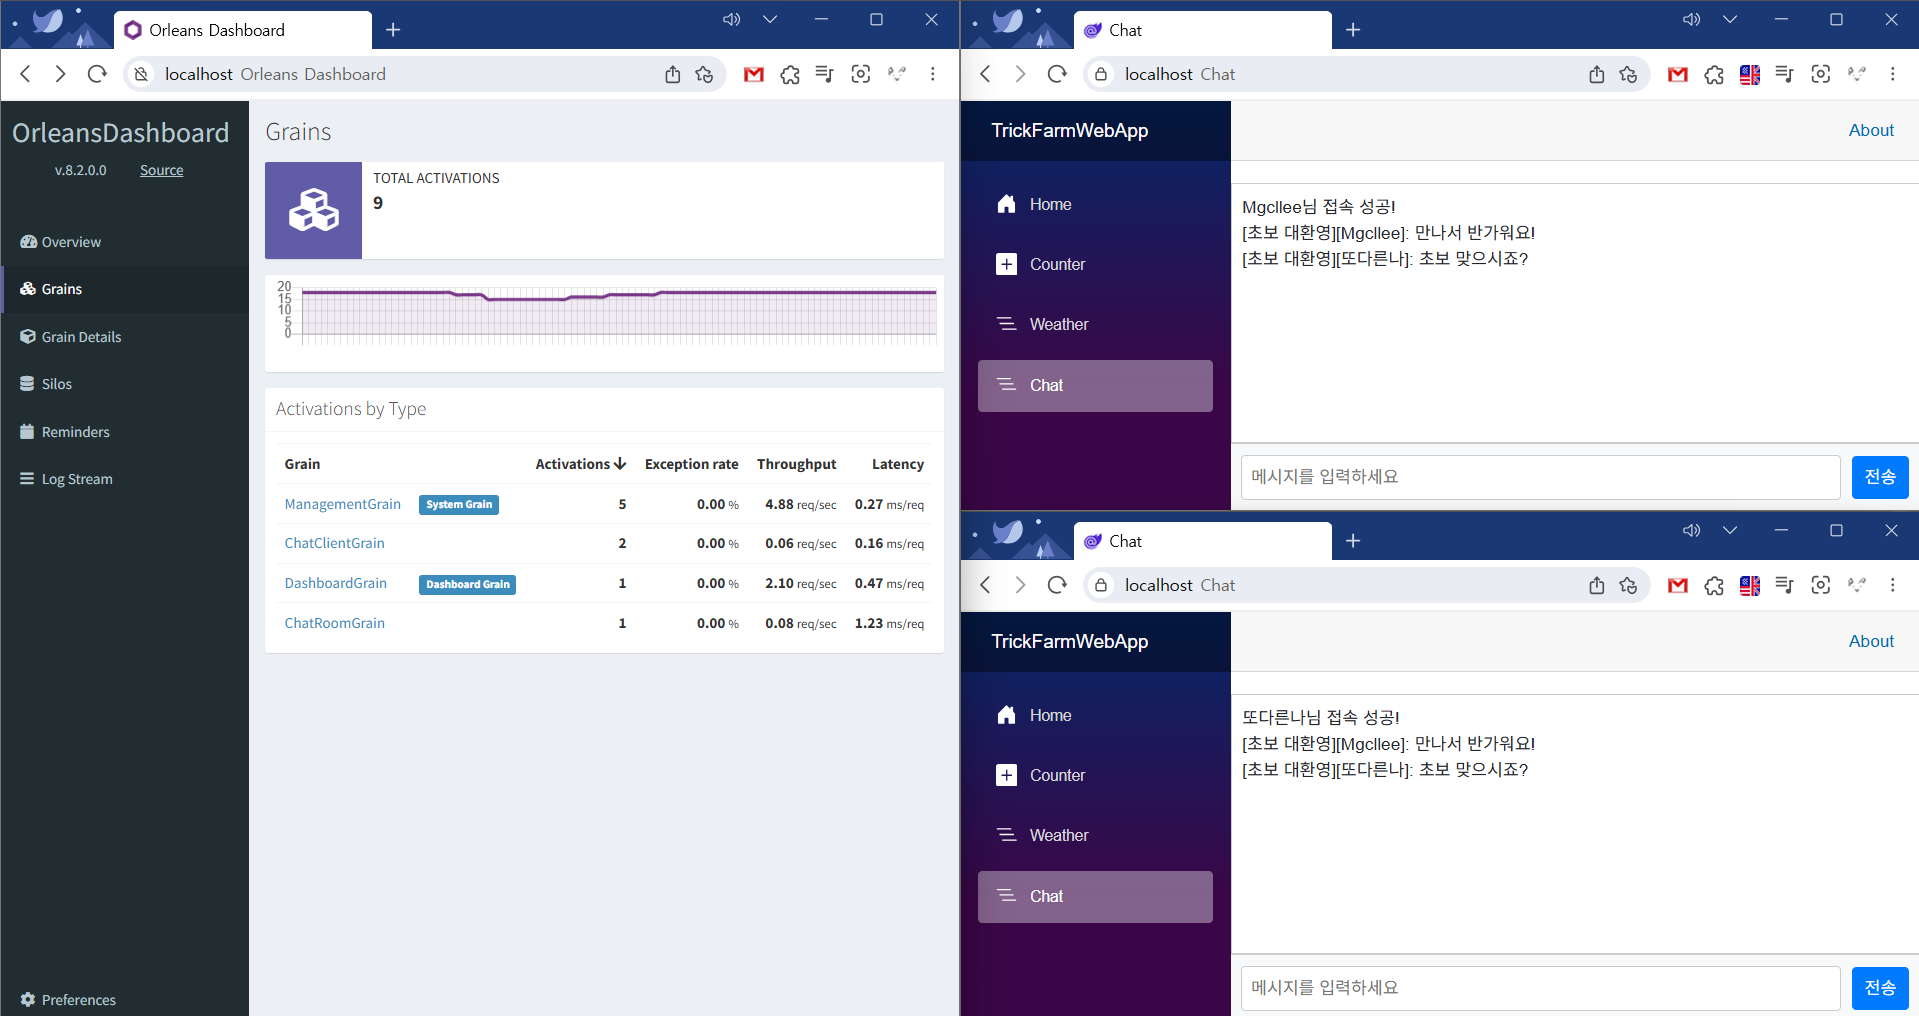 Orleans Dashboard
localhost Orleans Dashboard
OrleansDashboard
v.8.2.0.0 Source
Overview
Grains
Grain Details
Silos
Reminders
Log Stream
Preferences
Grains
TOTAL ACTIVATIONS
9
20
15
10
5
0
Activations by Type
Grain Activations Exception rate Throughput Latency
ManagementGrain System Grain 5 0.00 % 4.88 req/sec 0.27 ms/req
ChatClientGrain 2 0.00 % 0.06 req/sec 0.16 ms/req
DashboardGrain Dashboard Grain 1 0.00 % 2.10 req/sec 0.47 ms/req
ChatRoomGrain 1 0.00 % 0.08 req/sec 1.23 ms/req
Chat
localhost Chat
TrickFarmWebApp
About
Home
Counter
Weather
Chat
Mgcllee님 접속 성공!
[초보 대환영][Mgcllee]: 만나서 반가워요!
[초보 대환영][또다른나]: 초보 맞으시죠?
메시지를 입력하세요 전송
Chat
localhost Chat
TrickFarmWebApp
About
Home
Counter
Weather
Chat
또다른나님 접속 성공!
[초보 대환영][Mgcllee]: 만나서 반가워요!
[초보 대환영][또다른나]: 초보 맞으시죠?
메시지를 입력하세요 전송